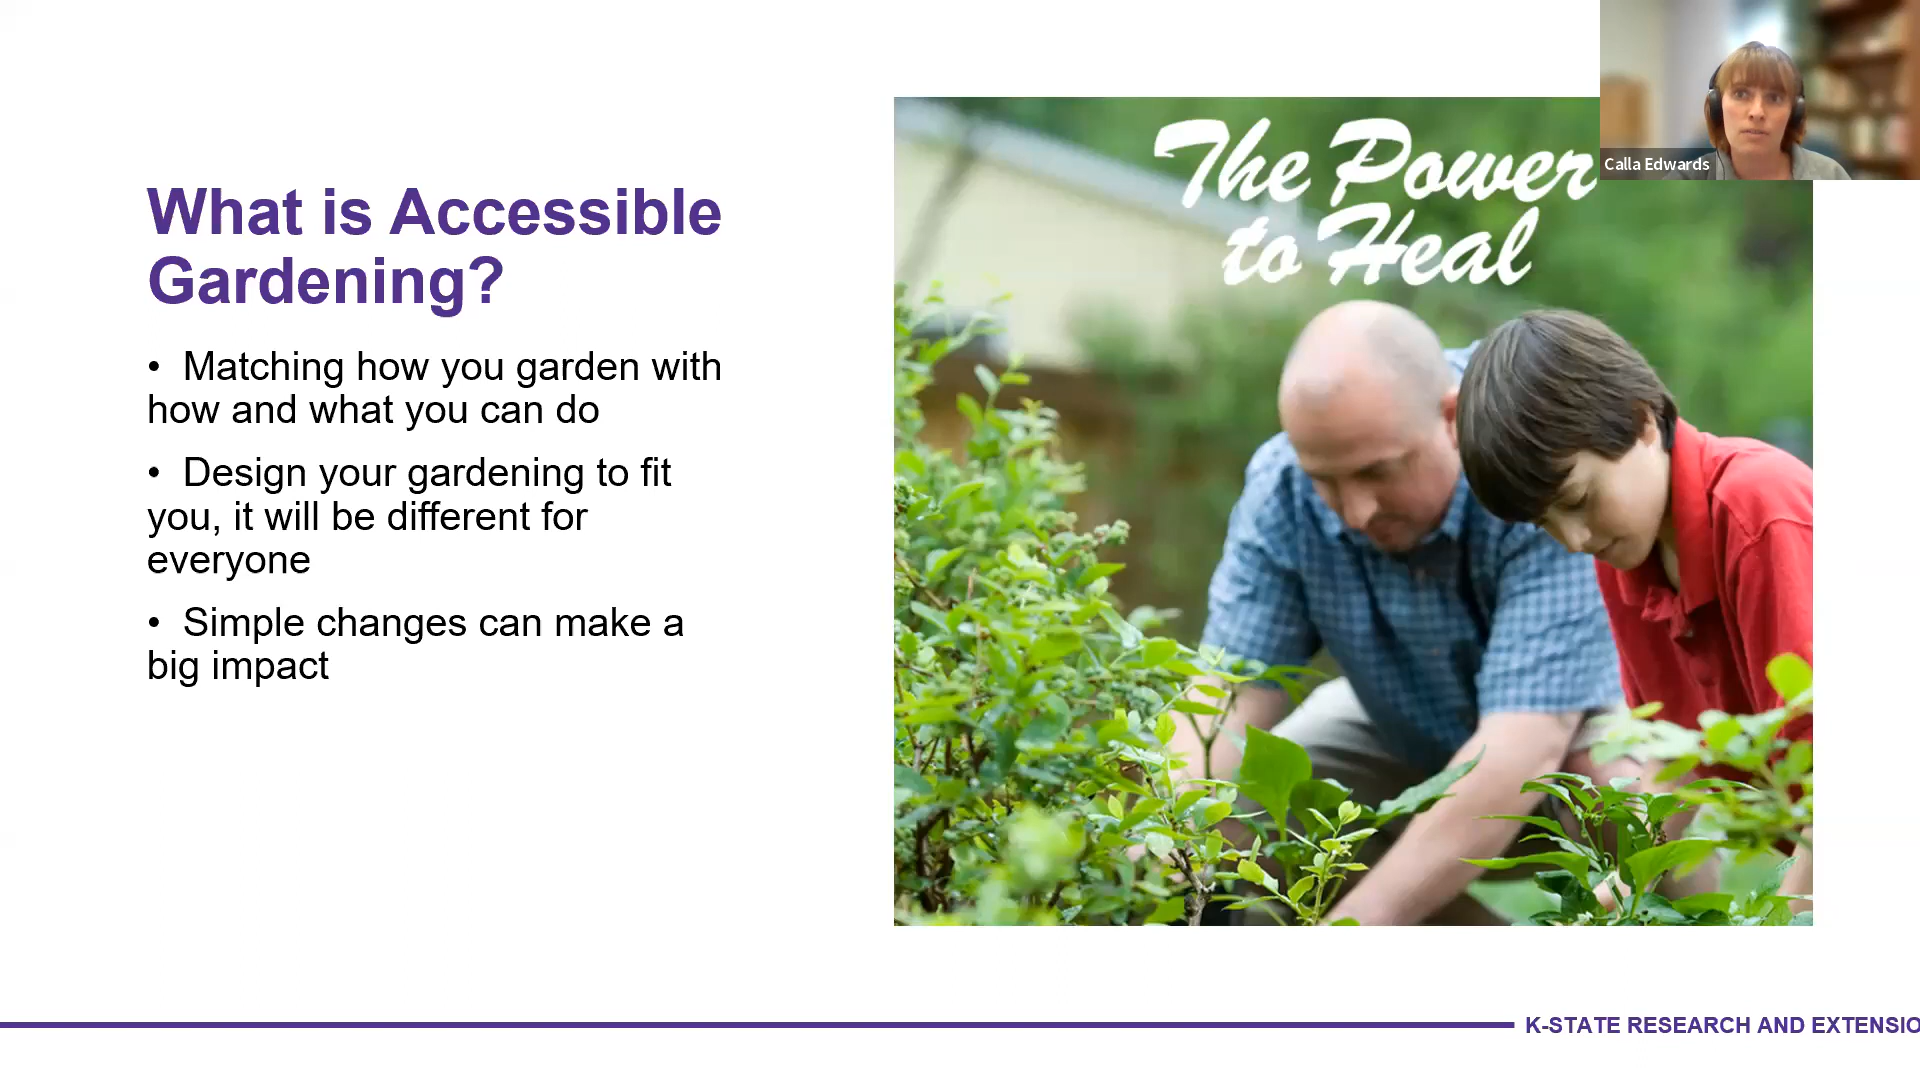 What is Accessible
Gardening?
• Matching how you garden with
how and what you can do
• Design your gardening to fit
you, it will be different for
everyone
• Simple changes can make a
big impact
The Power
to Heal
Calla Edwards
K-STATE RESEARCH AND EXTENSIO